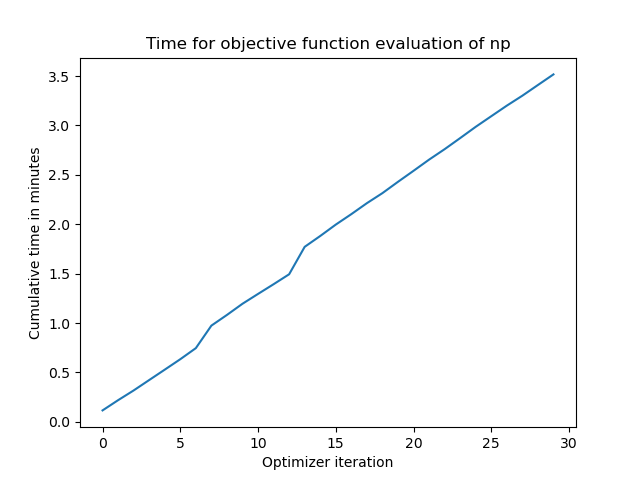 Time for objective function evaluation of np
3.5
3.0
2.5
2.0
1.5
1.0
0.5
0.0
Cumulative time in minutes
0 5 10 15 20 25 30
Optimizer iteration